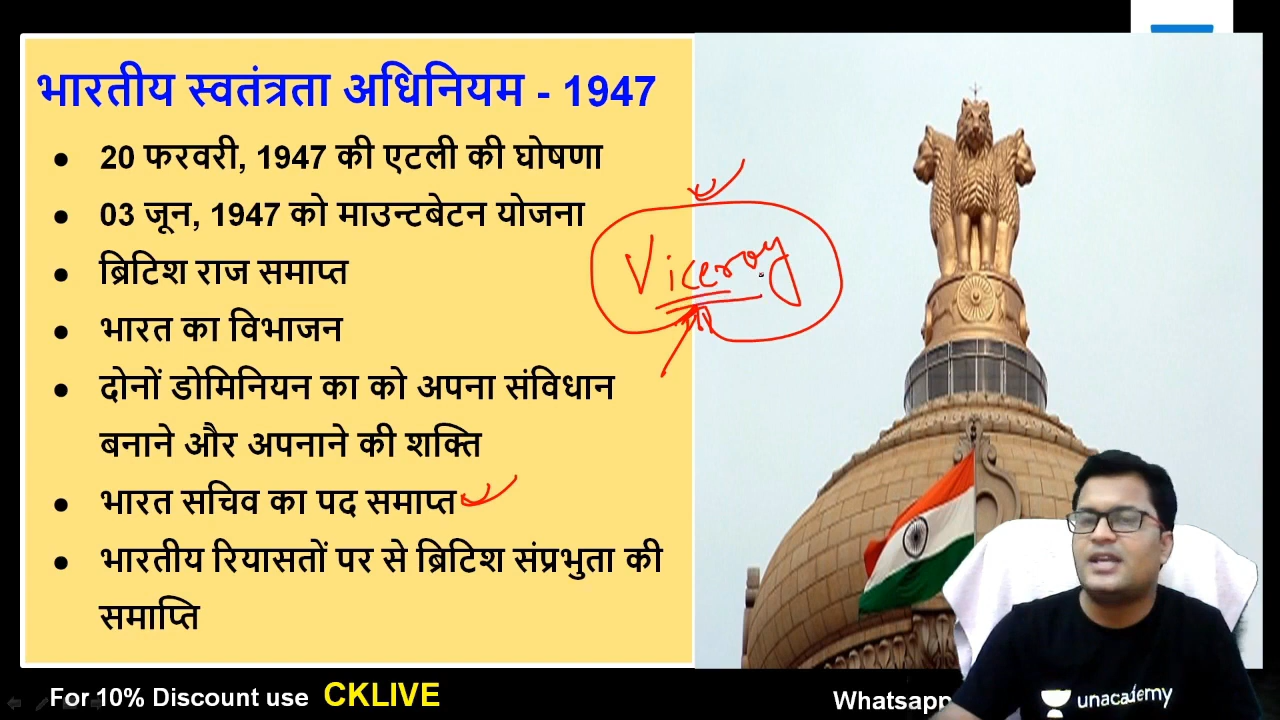 भारतीय स्वतंत्रता अधिनियम - 1947
● 20 फरवरी, 1947 की एटली की घोषणा
● 03 जून, 1947 को माउन्टबेटन योजना
● ब्रिटिश राज समाप्त
● भारत का विभाजन
● दोनों डोमिनियन का को अपना संविधान
बनाने और अपनाने की शक्ति
● भारत सचिव का पद समाप्त
● भारतीय रियासतों पर से ब्रिटिश संप्रभुता की
समाप्ति
Viceroy
unacademy
For 10% Discount use CKLIVE
Whatsapp